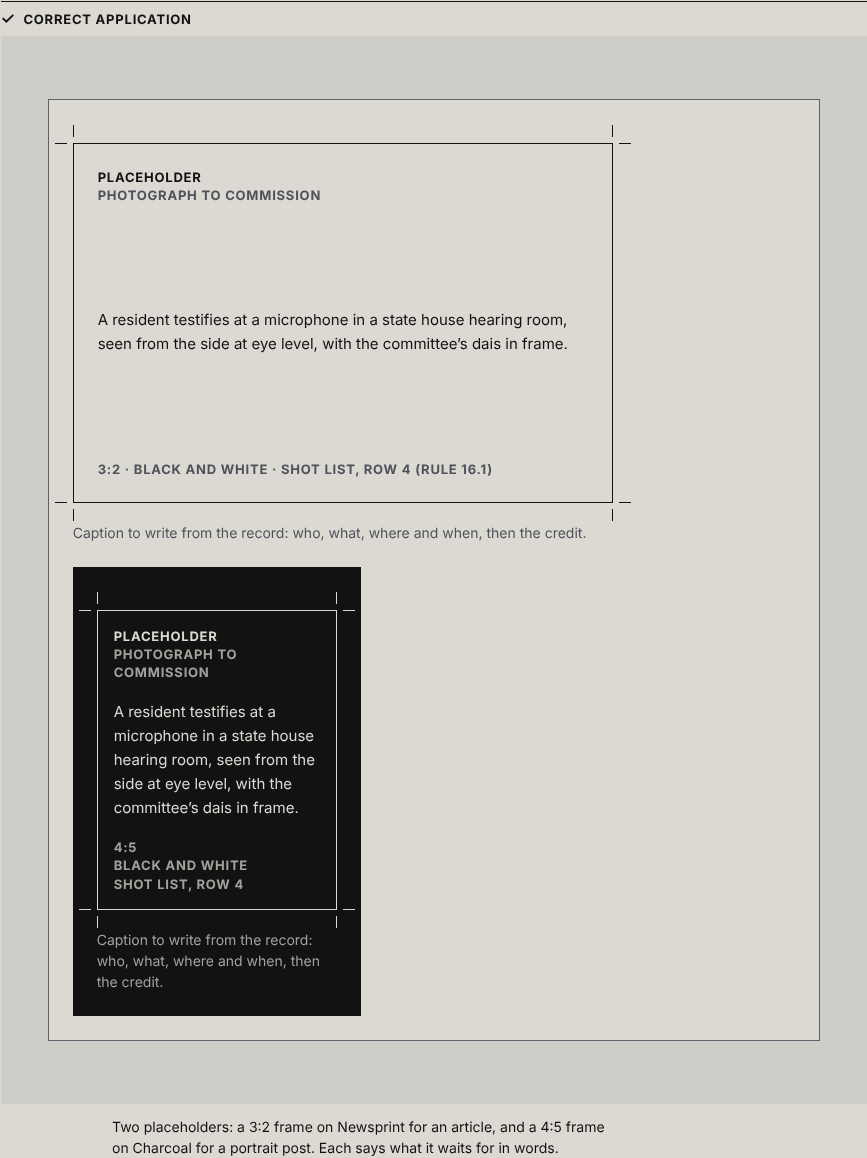 ✓ CORRECT APPLICATION
PLACEHOLDER
PHOTOGRAPH TO COMMISSION
A resident testifies at a microphone in a state house hearing room,
seen from the side at eye level, with the committee’s dais in frame.
3:2 · BLACK AND WHITE · SHOT LIST, ROW 4 (RULE 16.1)
Caption to write from the record: who, what, where and when, then the credit.
PLACEHOLDER
PHOTOGRAPH TO
COMMISSION
A resident testifies at a
microphone in a state house
hearing room, seen from the
side at eye level, with the
committee’s dais in frame.
4:5
BLACK AND WHITE
SHOT LIST, ROW 4
Caption to write from the record:
who, what, where and when, then
the credit.
Two placeholders: a 3:2 frame on Newsprint for an article, and a 4:5 frame
on Charcoal for a portrait post. Each says what it waits for in words.